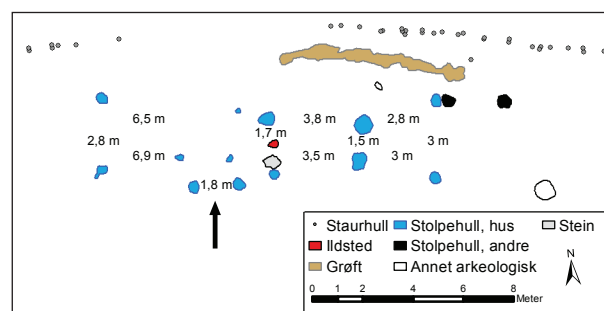 6,5 m
3,8 m
2,8 m
1,7 m
2,8 m
1,5 m
3 m
6,9 m
3,5 m
3 m
1,8 m
Staurhull
Stolpehull, hus
Stein
Ildsted
Stolpehull, andre
Grøft
Annet arkeologisk
N
0 1 2 4 6 8
Meter